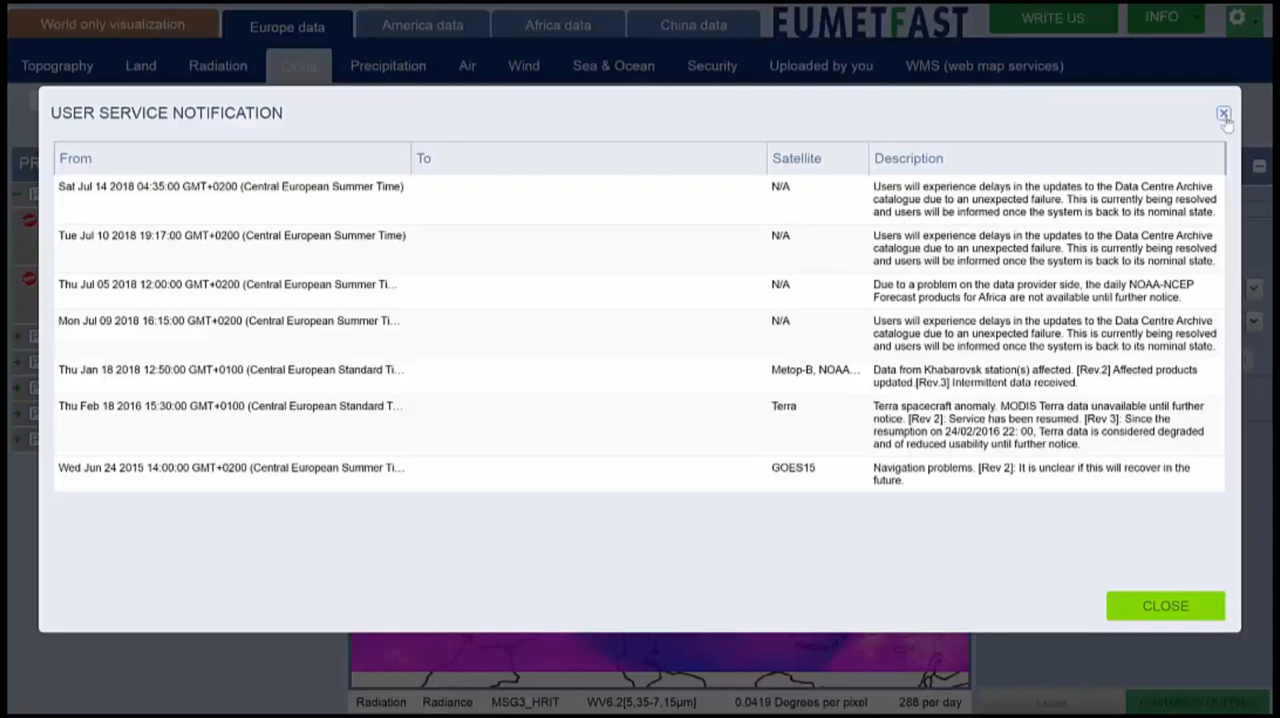 World only visualization
Europe data
America data
Africa data
China data
EUMETFAST
WRITE US
INFO
Topography Land Radiation Cloud Precipitation Air Wind Sea & Ocean Security Uploaded by you WMS (web map services)
USER SERVICE NOTIFICATION
From To Satellite Description
Sat Jul 14 2018 04:35:00 GMT+0200 (Central European Summer Time) N/A Users will experience delays in the updates to the Data Centre Archive
catalogue due to an unexpected failure. This is currently being resolved
and users will be informed once the system is back to its nominal state.
Tue Jul 10 2018 19:17:00 GMT+0200 (Central European Summer Time) N/A Users will experience delays in the updates to the Data Centre Archive
catalogue due to an unexpected failure. This is currently being resolved
and users will be informed once the system is back to its nominal state.
Thu Jul 05 2018 12:00:00 GMT+0200 (Central European Summer Ti... N/A Due to a problem on the data provider side, the daily NOAA-NCEP
Forecast products for Africa are not available until further notice.
Mon Jul 09 2018 16:15:00 GMT+0200 (Central European Summer Ti... N/A Users will experience delays in the updates to the Data Centre Archive
catalogue due to an unexpected failure. This is currently being resolved
and users will be informed once the system is back to its nominal state.
Thu Jan 18 2018 12:50:00 GMT+0100 (Central European Standard Ti... Metop-B, NOAA... Data from Khabarovsk station(s) affected. [Rev.2] Affected products
updated.[Rev.3] Intermittent data received.
Thu Feb 18 2016 15:30:00 GMT+0100 (Central European Standard T... Terra Terra spacecraft anomaly. MODIS Terra data unavailable until further
notice. [Rev 2]: Service has been resumed. [Rev 3]: Since the
resumption on 24/02/2016 22: 00, Terra data is considered degraded
and of reduced usability until further notice.
Wed Jun 24 2015 14:00:00 GMT+0200 (Central European Summer Ti... GOES15 Navigation problems. [Rev 2]: It is unclear if this will recover in the
future.
CLOSE
Radiation Radiance MSG3_HRIT WV6.2[5,35-7,15μm] 0.0419 Degrees per pixel 288 per day